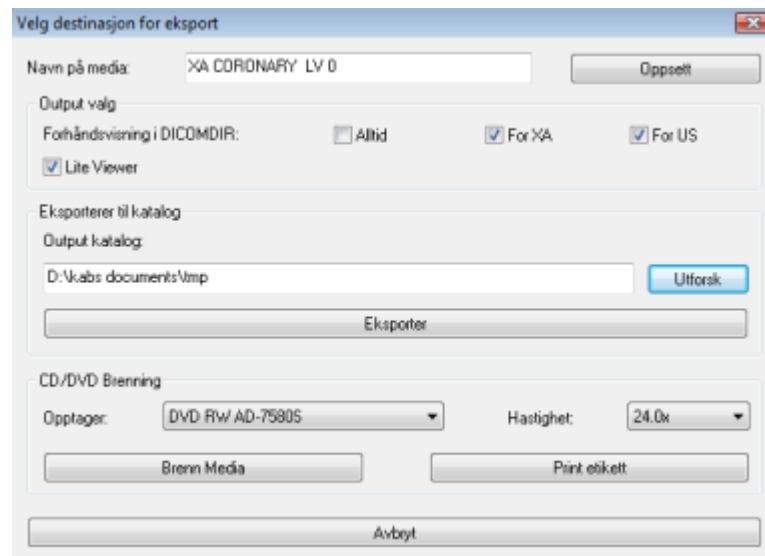 Velg destinasjon for eksport
Navn på media: XA CORONARY LV 0 Oppsett
Output valg
Forhåndsvisning i DICOMDIR: Alltid For XA For US
Lite Viewer
Eksporterer til katalog
Output katalog:
D:\kabs documents\tmp Utforsk
Eksporter
CD/DVD Brenning
Opptager: DVD RW AD-7580S Hastighet: 24.0x
Brenn Media Print etikett
Avbryt